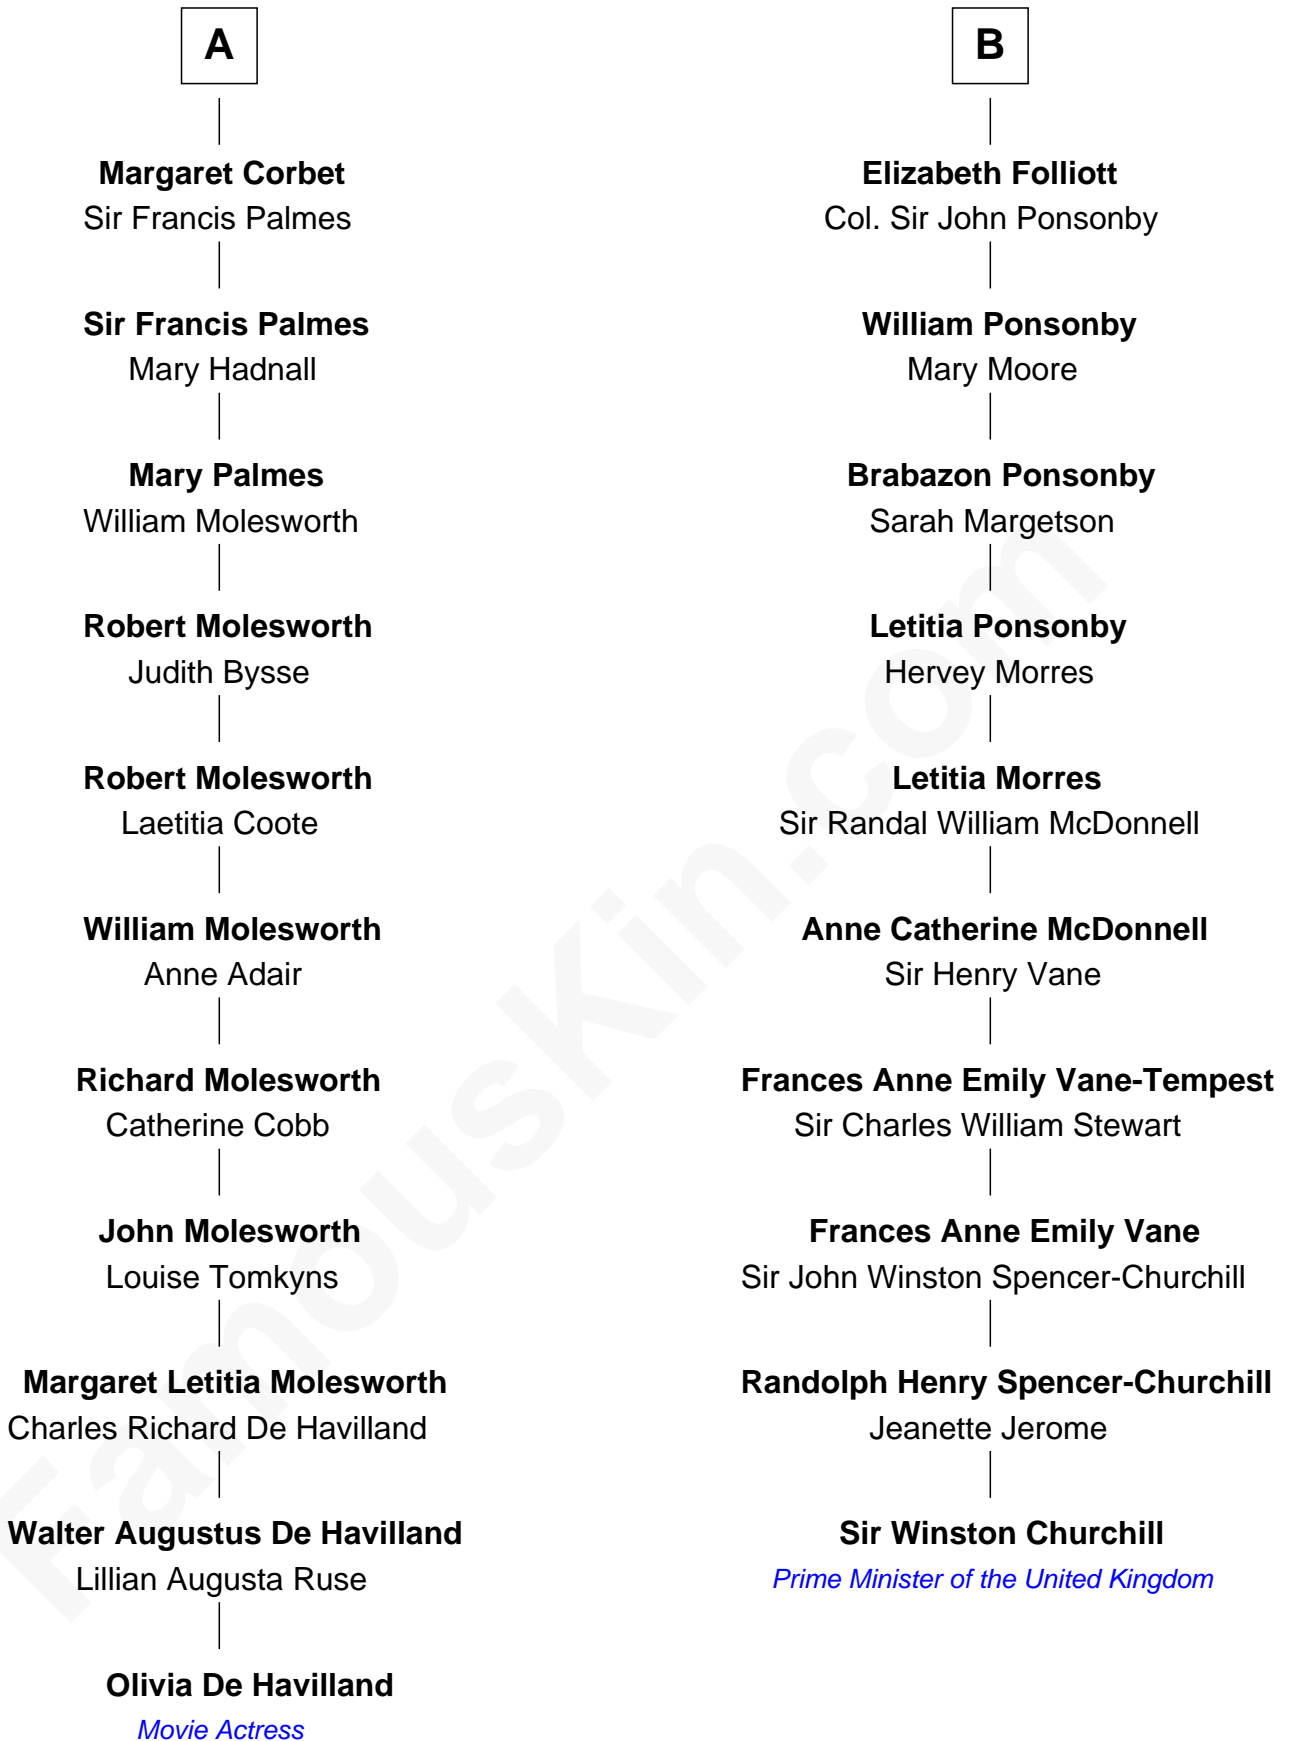 A
Margaret Corbet
Sir Francis Palmes
Sir Francis Palmes
Mary Hadnall
Mary Palmes
William Molesworth
Robert Molesworth
Judith Bysse
Robert Molesworth
Laetitia Coote
William Molesworth
Anne Adair
Richard Molesworth
Catherine Cobb
John Molesworth
Louise Tomkyns
Margaret Letitia Molesworth
Charles Richard De Havilland
Walter Augustus De Havilland
Lillian Augusta Ruse
Olivia De Havilland
Movie Actress
B
Elizabeth Folliott
Col. Sir John Ponsonby
William Ponsonby
Mary Moore
Brabazon Ponsonby
Sarah Margetson
Letitia Ponsonby
Hervey Morres
Letitia Morres
Sir Randal William McDonnell
Anne Catherine McDonnell
Sir Henry Vane
Frances Anne Emily Vane-Tempest
Sir Charles William Stewart
Frances Anne Emily Vane
Sir John Winston Spencer-Churchill
Randolph Henry Spencer-Churchill
Jeanette Jerome
Sir Winston Churchill
Prime Minister of the United Kingdom
FamousKin.com